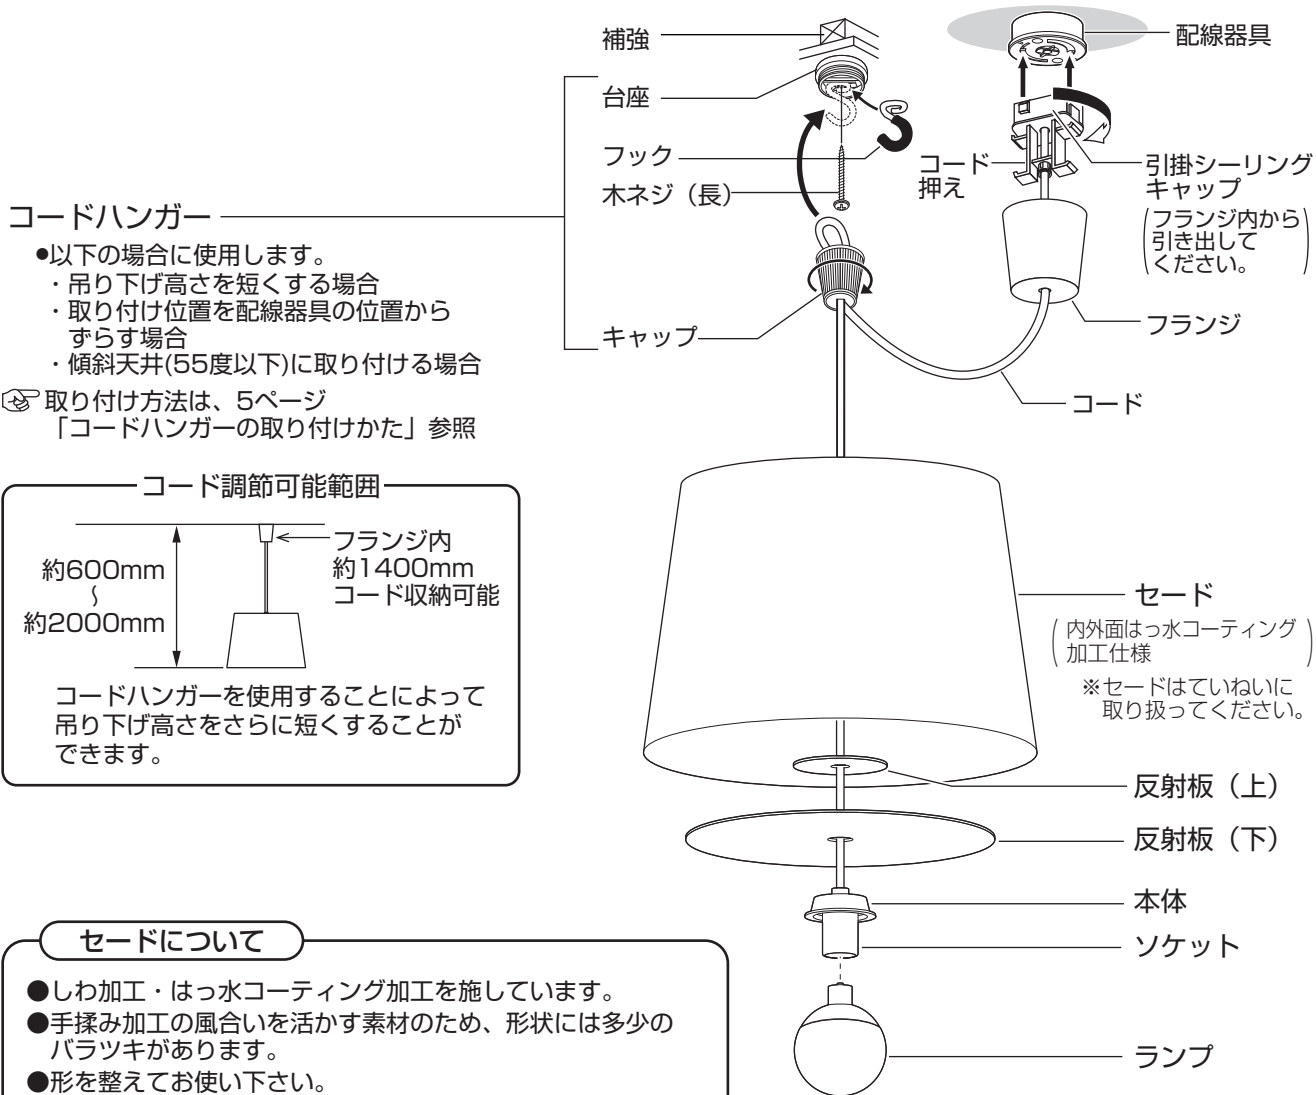 補強
台座
フック
木ネジ（長）
キャップ
配線器具
コード
押え
引掛シーリング
キャップ
（フランジ内から
引き出して
ください。）
フランジ
コード
コードハンガー
●以下の場合に使用します。
・吊り下げ高さを短くする場合
・取り付け位置を配線器具の位置から
ずらす場合
・傾斜天井(55度以下)に取り付ける場合
☞取り付け方法は、5ページ
「コードハンガーの取り付けかた」参照
コード調節可能範囲
約600mm
〜
約2000mm
フランジ内
約1400mm
コード収納可能
コードハンガーを使用することによって
吊り下げ高さをさらに短くすることが
できます。
セード
（内外面はっ水コーティング
加工仕様）
※セードはていねいに
取り扱ってください。
反射板（上）
反射板（下）
本体
ソケット
ランプ
セードについて
●しわ加工・はっ水コーティング加工を施しています。
●手揉み加工の風合いを活かす素材のため、形状には多少の
バラツキがあります。
●形を整えてお使い下さい。